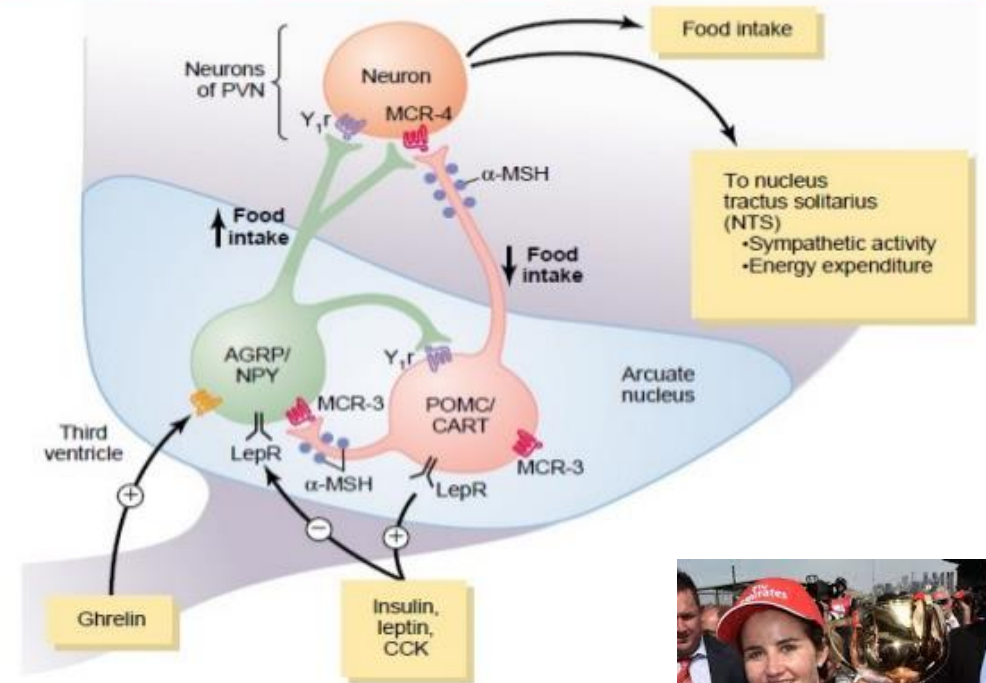 Food intake
Neurons
of PVN
Neuron
Y1r
MCR-4
α-MSH
To nucleus
tractus solitarius
(NTS)
•Sympathetic activity
•Energy expenditure
Food
intake
Food
intake
AGRP/
NPY
Y1r
Arcuate
nucleus
MCR-3
POMC/
CART
Third
ventricle
LepR
α-MSH
LepR
MCR-3
+
−
+
Ghrelin
Insulin,
leptin,
CCK
Emirates